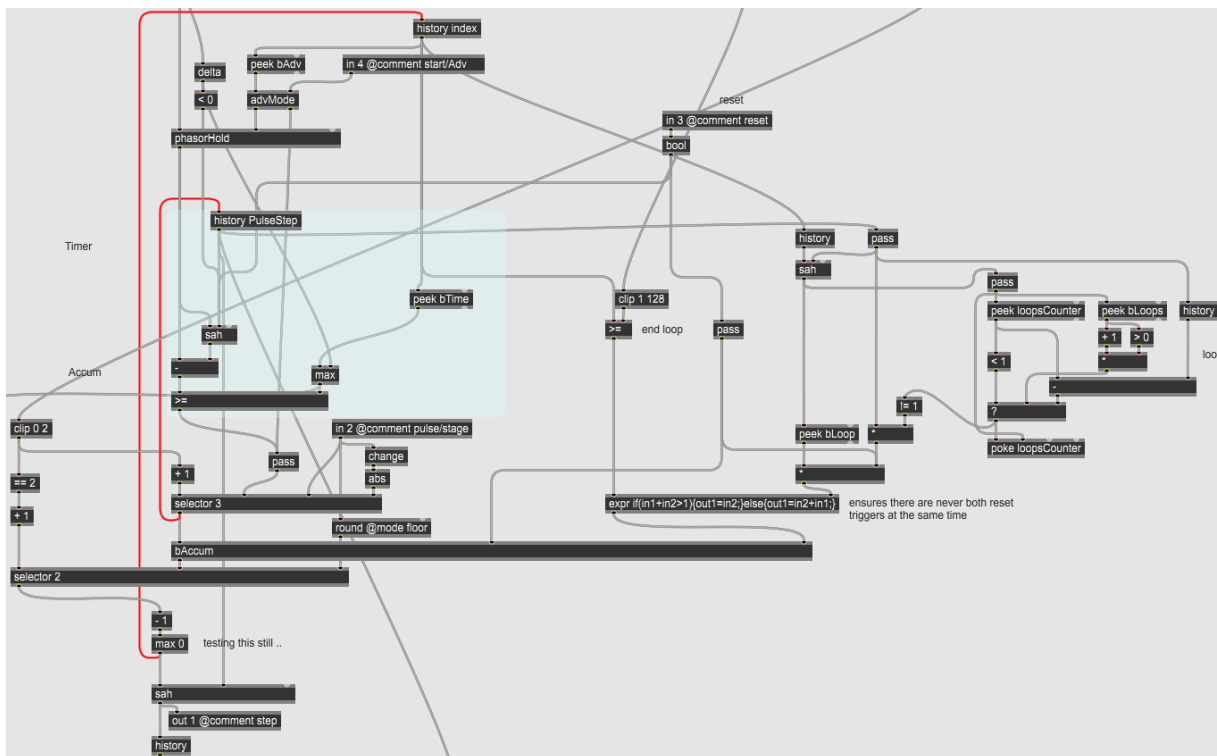 history index
peek bAdv
in 4 @comment start/Adv
delta
< 0
advMode
reset
in 3 @comment reset
phasorHold
bool
history PulseStep
Timer
history
pass
sah
pass
peek bTime
clip 1 128
peek loopsCounter
peek bLoops
history
sah
>=
end loop
pass
+ 1
> 0
-
< 1
*
loo
Accum
max
-
>=
!= 1
?
clip 0 2
in 2 @comment pulse/stage
peek bLoop
*
poke loopsCounter
change
pass
+ 1
abs
*
== 2
selector 3
expr if(in1+in2>1){out1=in2;}else{out1=in2+in1;}
ensures there are never both reset
triggers at the same time
+ 1
round @mode floor
bAccum
selector 2
- 1
max 0
testing this still ..
sah
out 1 @comment step
history